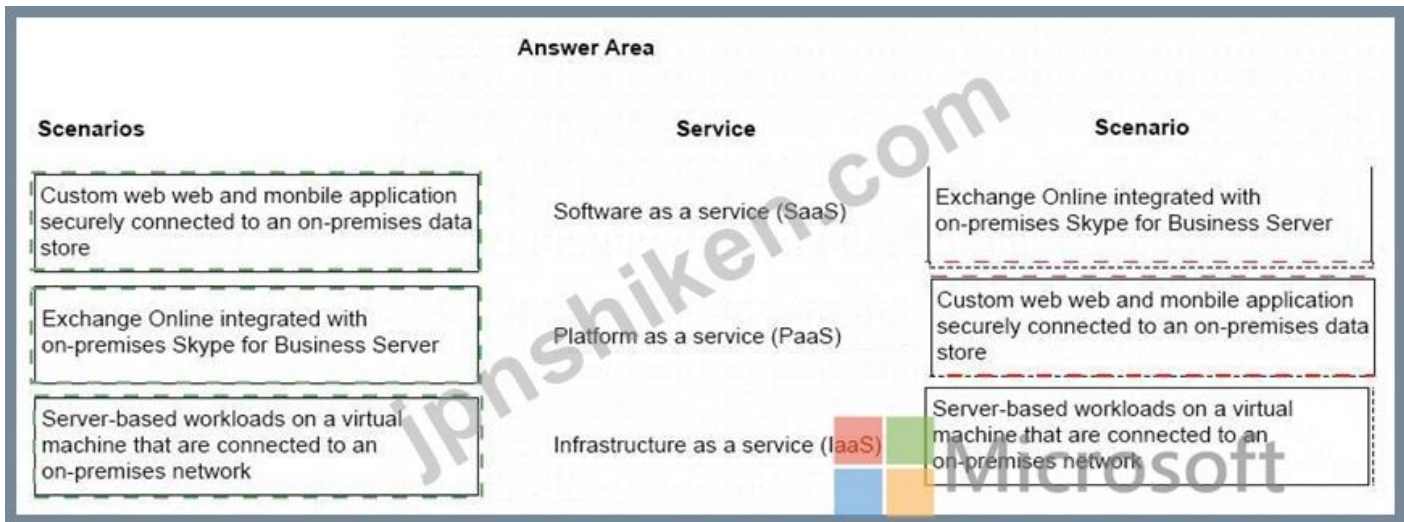 Answer Area
Scenarios
Service
Scenario
Custom web web and monbile application
securely connected to an on-premises data
store
Software as a service (SaaS)
Exchange Online integrated with
on-premises Skype for Business Server
Exchange Online integrated with
on-premises Skype for Business Server
Platform as a service (PaaS)
Custom web web and monbile application
securely connected to an on-premises data
store
Server-based workloads on a virtual
machine that are connected to an
on-premises network
Infrastructure as a service (IaaS)
Server-based workloads on a virtual
machine that are connected to an
on-premises network
jpnshiken.com
Microsoft